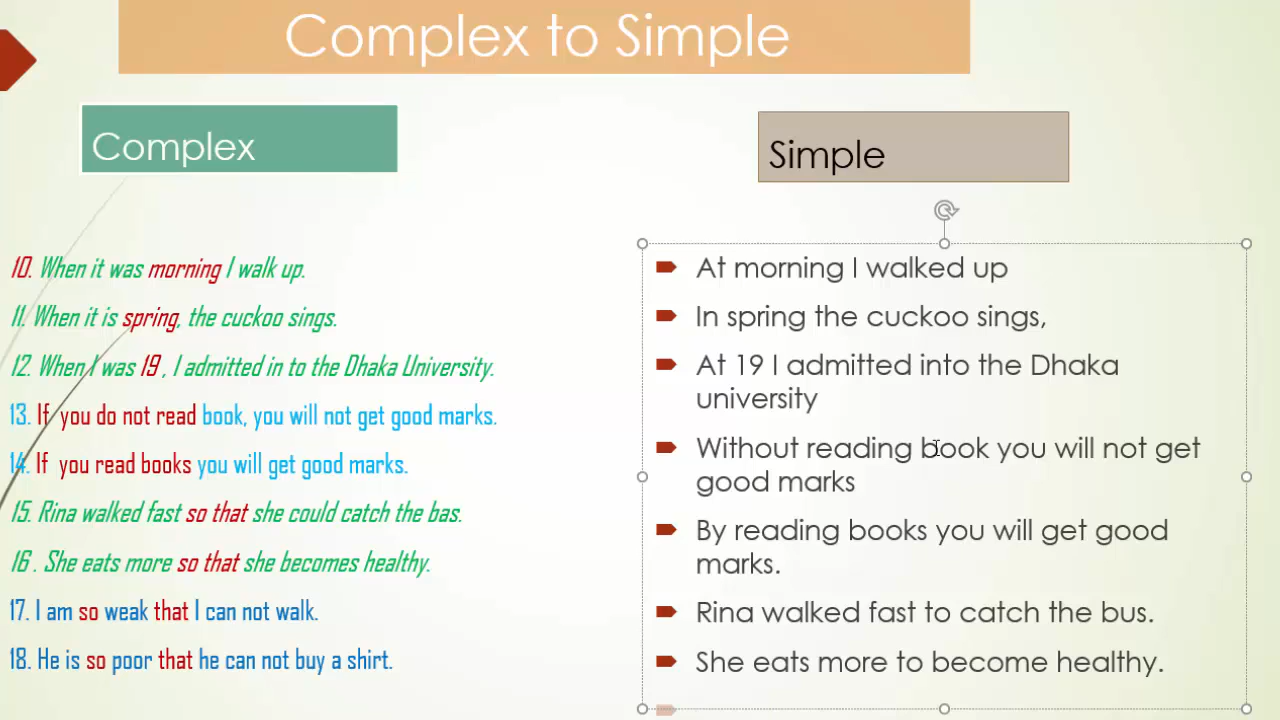 Complex to Simple
Complex
Simple
10. When it was morning I walk up.
11. When it is spring, the cuckoo sings.
12. When I was 19 , I admitted in to the Dhaka University.
13. If you do not read book, you will not get good marks.
14. If you read books you will get good marks.
15. Rina walked fast so that she could catch the bas.
16 . She eats more so that she becomes healthy.
17. I am so weak that I can not walk.
18. He is so poor that he can not buy a shirt.
At morning I walked up
In spring the cuckoo sings,
At 19 I admitted into the Dhaka
university
Without reading book you will not get
good marks
By reading books you will get good
marks.
Rina walked fast to catch the bus.
She eats more to become healthy.